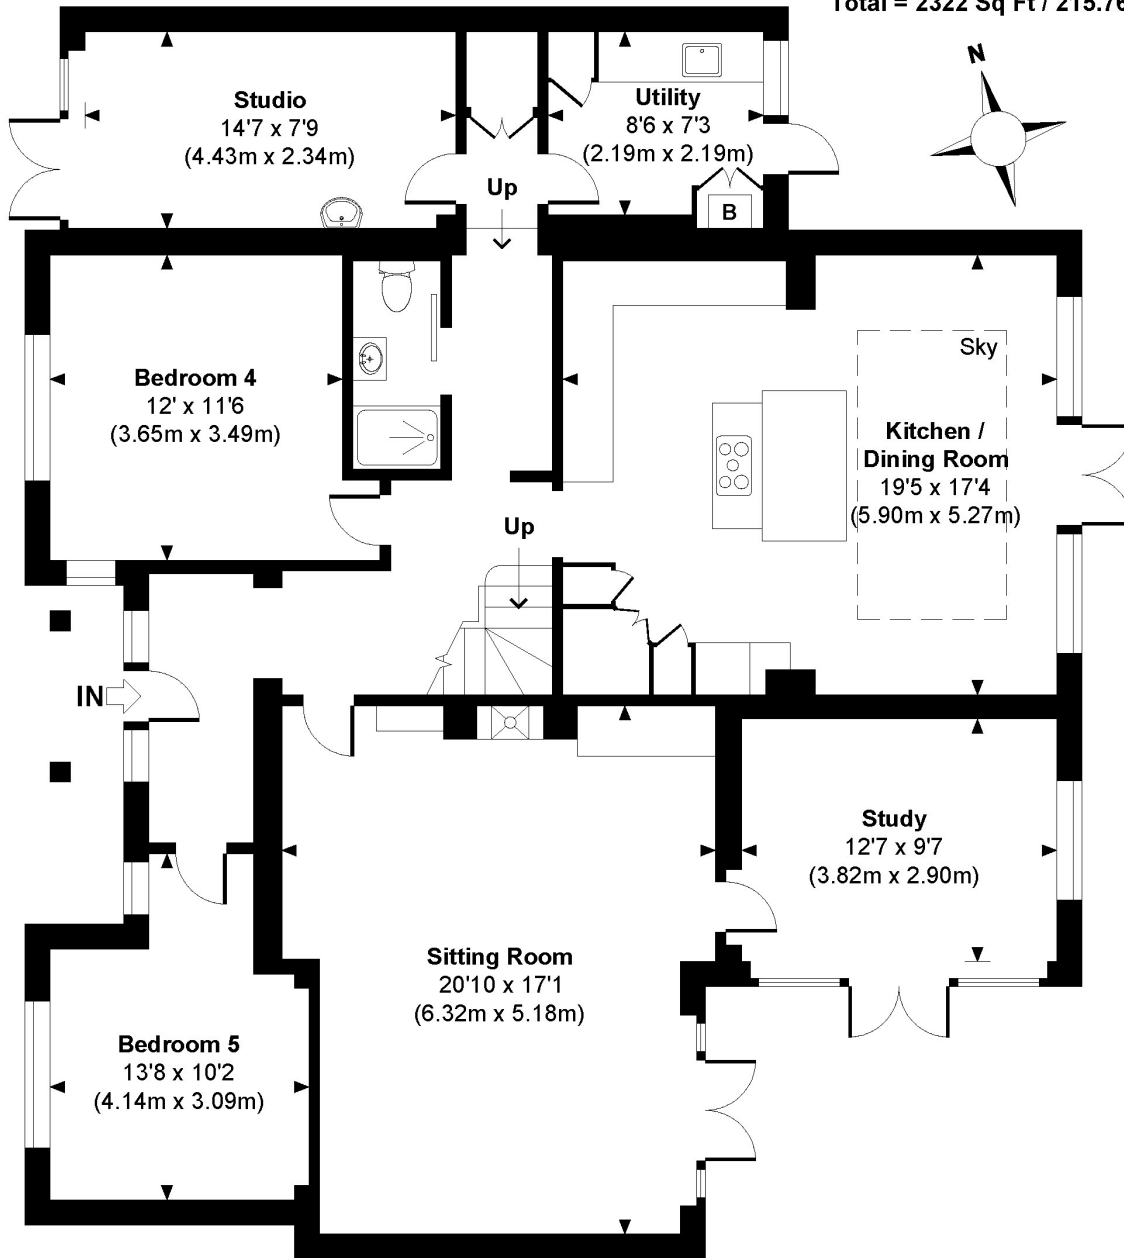 Total = 2322 Sq Ft / 215.76
N
Studio
14'7 x 7'9
(4.43m x 2.34m)
Utility
8'6 x 7'3
(2.19m x 2.19m)
Up
B
Bedroom 4
12' x 11'6
(3.65m x 3.49m)
Sky
Kitchen /
Dining Room
19'5 x 17'4
(5.90m x 5.27m)
Up
IN
Study
12'7 x 9'7
(3.82m x 2.90m)
Sitting Room
20'10 x 17'1
(6.32m x 5.18m)
Bedroom 5
13'8 x 10'2
(4.14m x 3.09m)